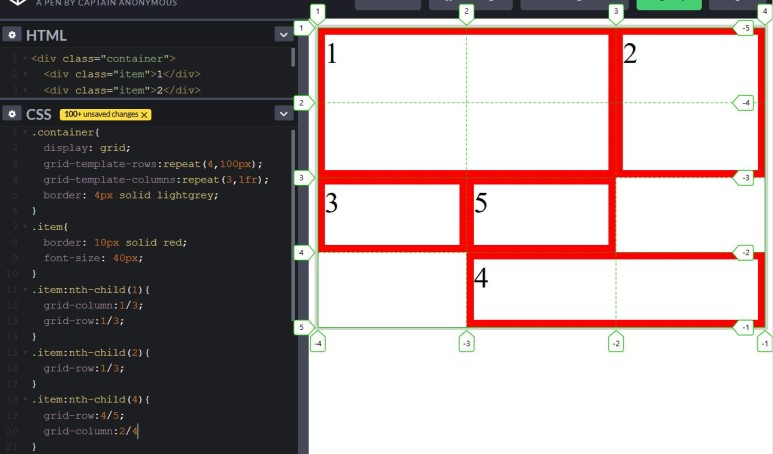 A PEN BY CAPTAIN ANONYMOUS
HTML
1 <div class="container">
2 <div class="item">1</div>
3 <div class="item">2</div>
CSS
100+ unsaved changes X
1 .container{
2 display: grid;
3 grid-template-rows:repeat(4,100px);
4 grid-template-columns:repeat(3,1fr);
5 border: 4px solid lightgrey;
6 }
7 .item{
8 border: 10px solid red;
9 font-size: 40px;
10 }
11 .item:nth-child(1){
12 grid-column:1/3;
13 grid-row:1/3;
14 }
15 .item:nth-child(2){
16 grid-row:1/3;
17 }
18 .item:nth-child(4){
19 grid-row:4/5;
20 grid-column:2/4
21 }
1 2 3 4
1 -5
1 2
2 -4
3 -3
3 5
4 -2
4
5 -1
-4 -3 -2 -1